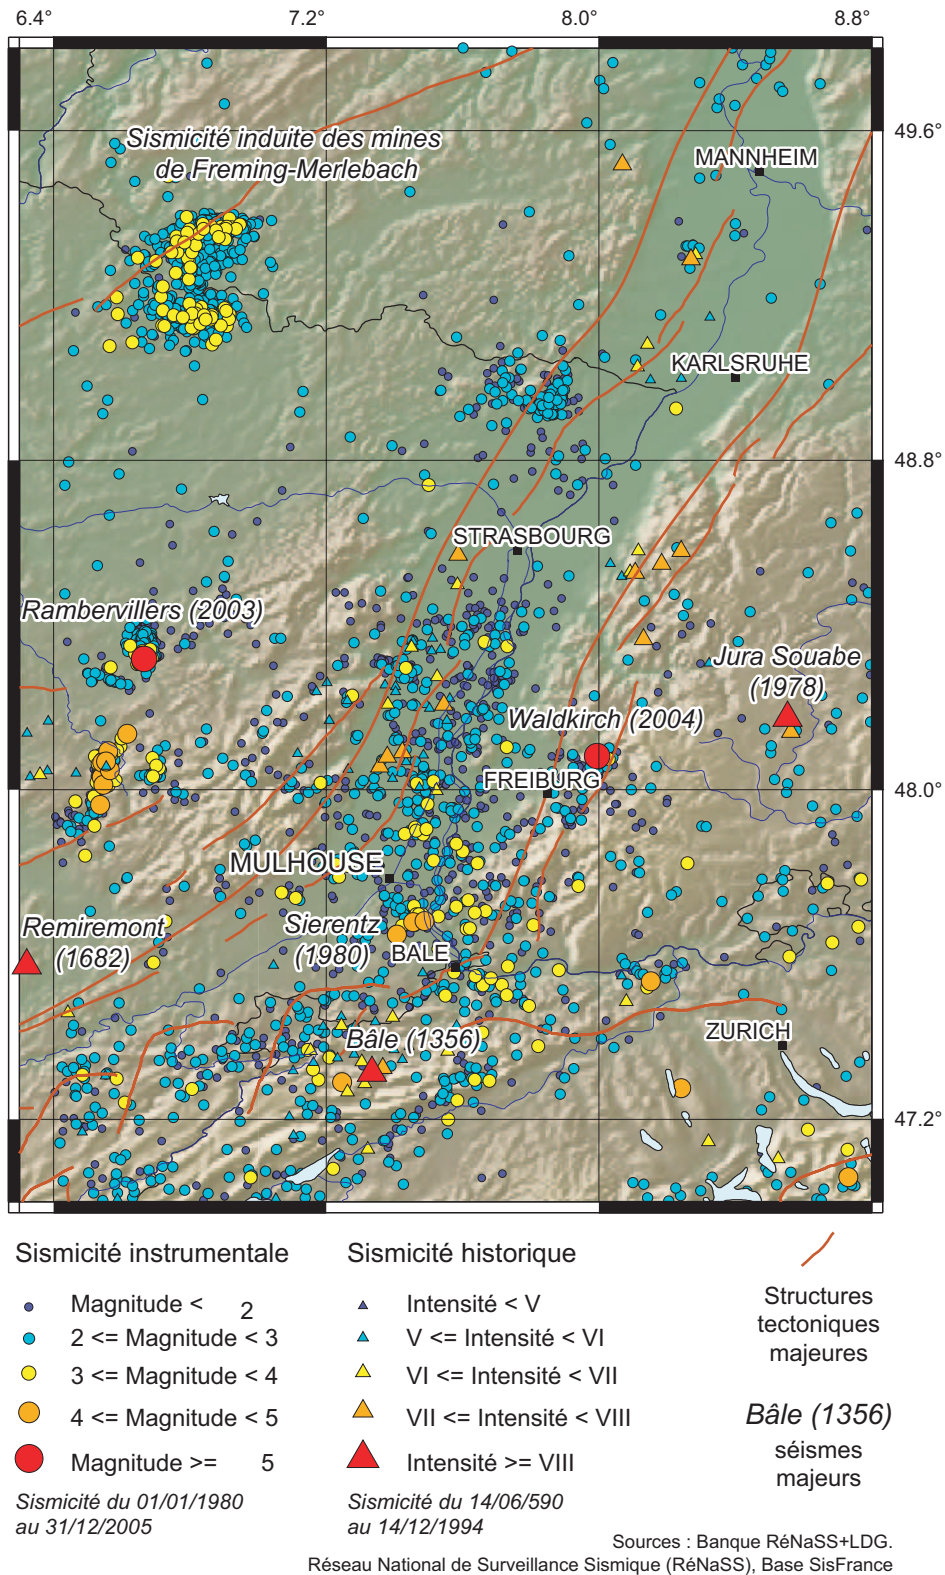 6.4° 7.2° 8.0° 8.8°
Sismicité induite des mines
de Freming-Merlebach
49.6°
MANNHEIM
KARLSRUHE
48.8°
STRASBOURG
Rambervillers (2003)
Jura Souabe
(1978)
Waldkirch (2004)
FREIBURG
48.0°
MULHOUSE
Remiremont
(1682)
Sierentz
(1980)
BALE
ZURICH
Bâle (1356)
47.2°
Sismicité instrumentale
Magnitude < 2
2 <= Magnitude < 3
3 <= Magnitude < 4
4 <= Magnitude < 5
Magnitude >= 5
Sismicité du 01/01/1980
au 31/12/2005
Sismicité historique
Intensité < V
V <= Intensité < VI
VI <= Intensité < VII
VII <= Intensité < VIII
Intensité >= VIII
Sismicité du 14/06/590
au 14/12/1994
Structures
tectoniques
majeures
Bâle (1356)
séismes
majeurs
Sources : Banque RéNaSS+LDG.
Réseau National de Surveillance Sismique (RéNaSS), Base SisFrance